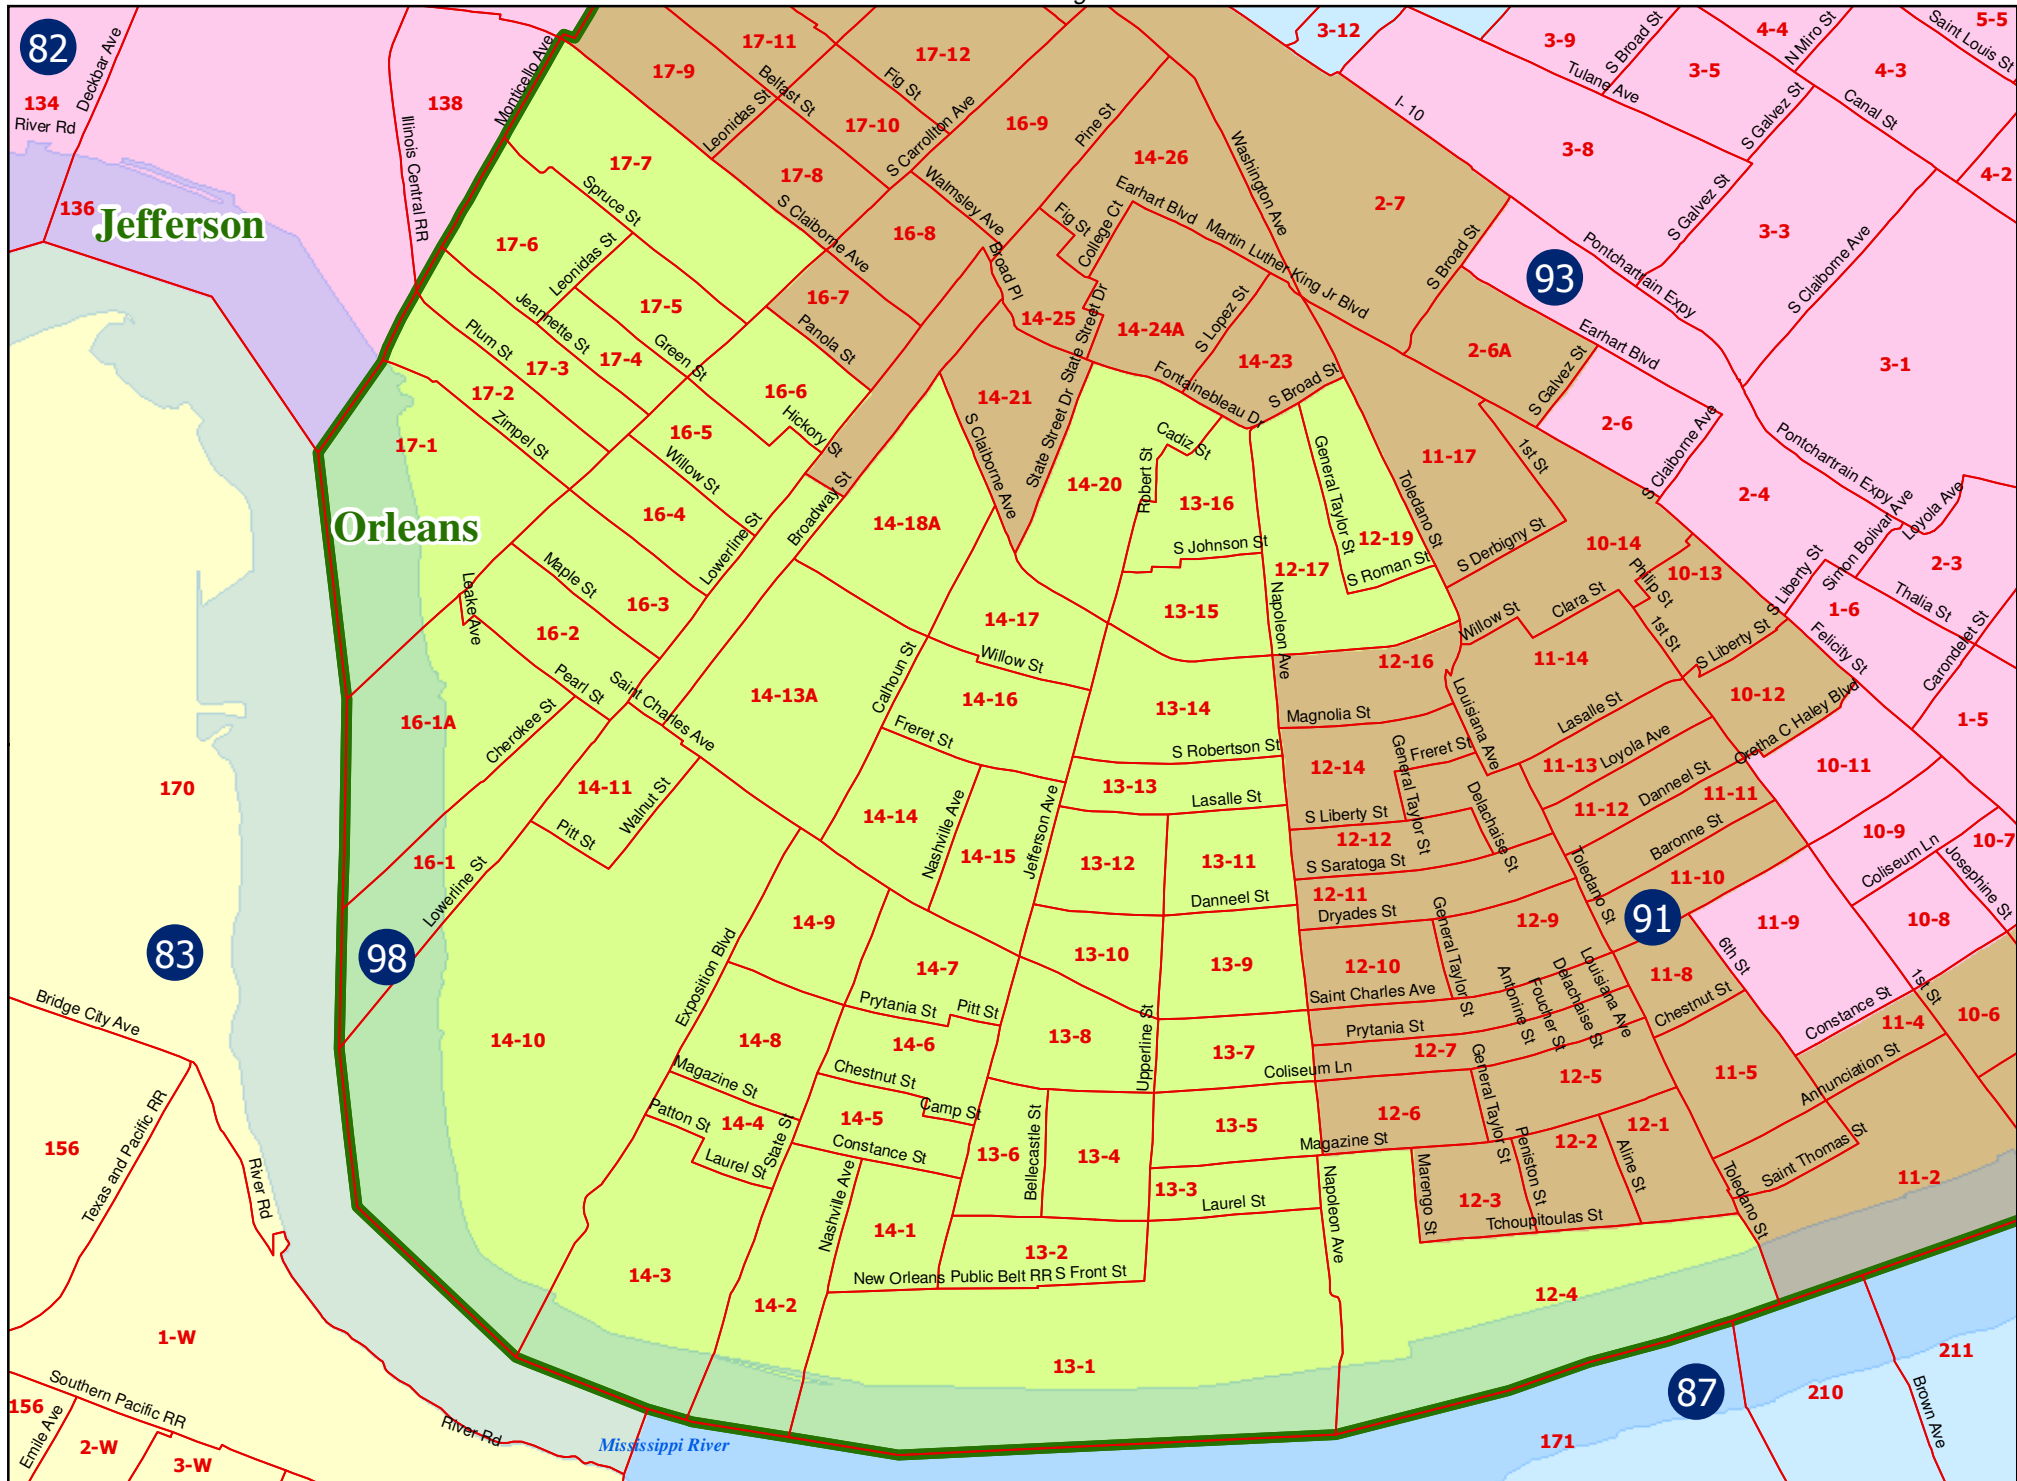 82
134
River Rd
Deckbar Ave
136
Jefferson
138
Illinois Central RR
Monticello Ave
17-9
17-11
Belfast St
Leonidas St
17-12
Fig St
17-10
S Carrollton Ave
16-9
Pine St
17-7
17-8
S Claiborne Ave
Walmsley Ave
14-26
Washington Ave
Earhart Blvd
Martin Luther King Jr Blvd
2-7
S Broad St
3-12
I- 10
3-9
S Broad St
Tulane Ave
3-5
4-4
N Miro St
Saint Louis St
5-5
4-3
Canal St
S Galvez St
3-8
4-2
S Galvez St
3-3
93
Pontchartrain Expy
S Claiborne Ave
3-1
Spruce St
17-6
Leonidas St
16-8
Broad Pl
Fig St
College Ct
17-5
Jeannette St
16-7
Panola St
14-25
State Street Dr
14-24A
S Lopez St
14-23
2-6A
S Galvez St
Earhart Blvd
2-6
S Claiborne Ave
Plum St
17-3
17-4
Green St
17-2
Zimpel St
16-6
Hickory St
14-21
State Street Dr
Fontainebleau Dr
S Broad St
17-1
16-5
Willow St
S Claiborne Ave
Cadiz St
Robert St
General Taylor St
Toledano St
11-17
1st St
2-4
Pontchartrain Expy
Loyola Ave
Simon Bolivar Ave
2-3
Orleans
16-4
Lowerline St
Broadway St
14-18A
14-20
13-16
S Johnson St
12-19
S Roman St
12-17
S Derbigny St
10-14
10-13
Philip St
S Liberty St
1-6
Thalia St
Leake Ave
Maple St
16-3
16-2
Pearl St
14-17
Willow St
13-15
Napoleon Ave
12-16
Willow St
Clara St
1st St
S Liberty St
Felicity St
Carondelet St
1-5
16-1A
Cherokee St
Saint Charles Ave
14-13A
Calhoun St
14-16
Freret St
13-14
S Robertson St
Magnolia St
Louisiana Ave
11-14
Lasalle St
10-12
Oretha C Haley Blvd
170
14-11
Walnut St
Pitt St
14-14
Nashville Ave
14-15
Jefferson Ave
13-13
Lasalle St
12-14
General Taylor St
Freret St
11-13
Loyola Ave
Danneel St
10-11
S Liberty St
Delachaise St
11-12
11-11
Baronne St
16-1
Lowerline St
13-12
13-11
Danneel St
12-12
S Saratoga St
12-11
Dryades St
Toledano St
11-10
10-9
Coliseum Ln
10-7
Josephine St
83
98
14-9
Exposition Blvd
14-7
13-10
13-9
12-10
General Taylor St
12-9
91
11-9
10-8
Bridge City Ave
14-10
Prytania St
Pitt St
Saint Charles Ave
Antonine St
Foucher St
Delachaise St
Louisiana Ave
11-8
6th St
Chestnut St
Constance St
1st St
14-8
14-6
Chestnut St
13-8
Upperline St
13-7
Coliseum Ln
Prytania St
12-7
General Taylor St
12-5
11-5
11-4
Annunciation St
10-6
Magazine St
Patton St
14-4
Laurel St
State St
14-5
Camp St
Constance St
13-6
Bellecastle St
13-4
13-5
Magazine St
12-6
Peniston St
12-2
Aline St
12-1
Saint Thomas St
11-2
156
Texas and Pacific RR
River Rd
Nashville Ave
14-1
13-3
Laurel St
Napoleon Ave
Marengo St
12-3
Tchoupitoulas St
Toledano St
14-3
14-2
13-2
New Orleans Public Belt RR
S Front St
12-4
1-W
13-1
Southern Pacific RR
156
Emile Ave
2-W
3-W
River Rd
Mississippi River
87
171
210
211
Brown Ave